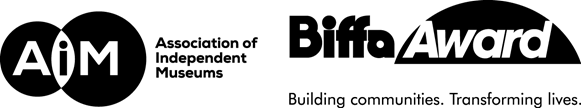 AiM
Association of
Independent
Museums
Biffa Award
Building communities. Transforming lives.